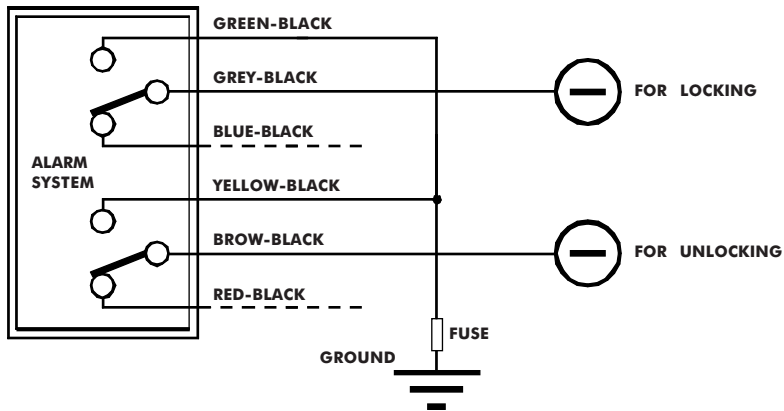 GREEN-BLACK
GREY-BLACK
FOR LOCKING
BLUE-BLACK
ALARM
SYSTEM
YELLOW-BLACK
BROW-BLACK
FOR UNLOCKING
RED-BLACK
FUSE
GROUND